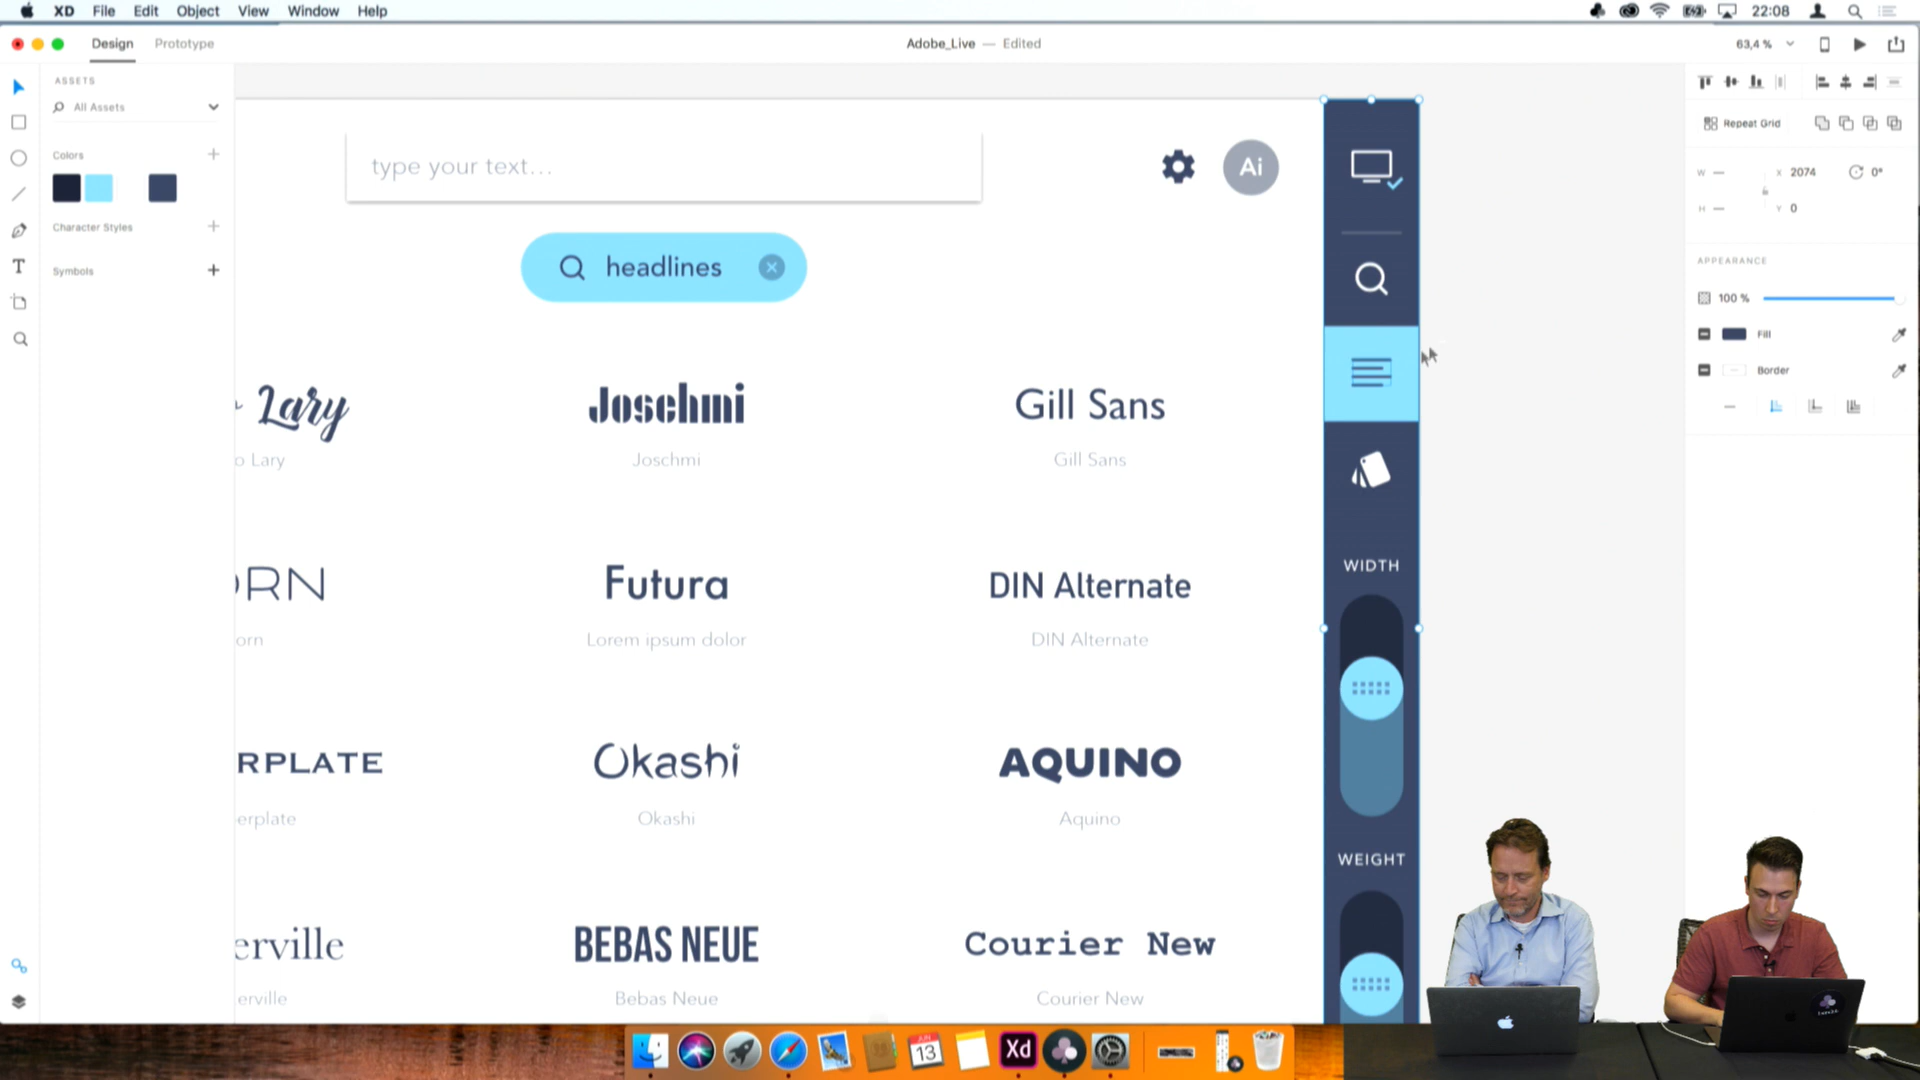 XD File Edit Object View Window Help 22:08
Design Prototype Adobe_Live — Edited 63,4 %
ASSETS
All Assets
Colors
Character Styles
Symbols
type your text...
Ai
headlines
Lary
o Lary
Joschmi
Joschmi
Gill Sans
Gill Sans
ORN
orn
Futura
Lorem ipsum dolor
DIN Alternate
DIN Alternate
RPLATE
erplate
Okashi
Okashi
AQUINO
Aquino
erville
erville
BEBAS NEUE
Bebas Neue
Courier New
Courier New
WIDTH
WEIGHT
Repeat Grid
W — X 2074 0°
H — Y 0
APPEARANCE
100 %
Fill
Border
13
Xd